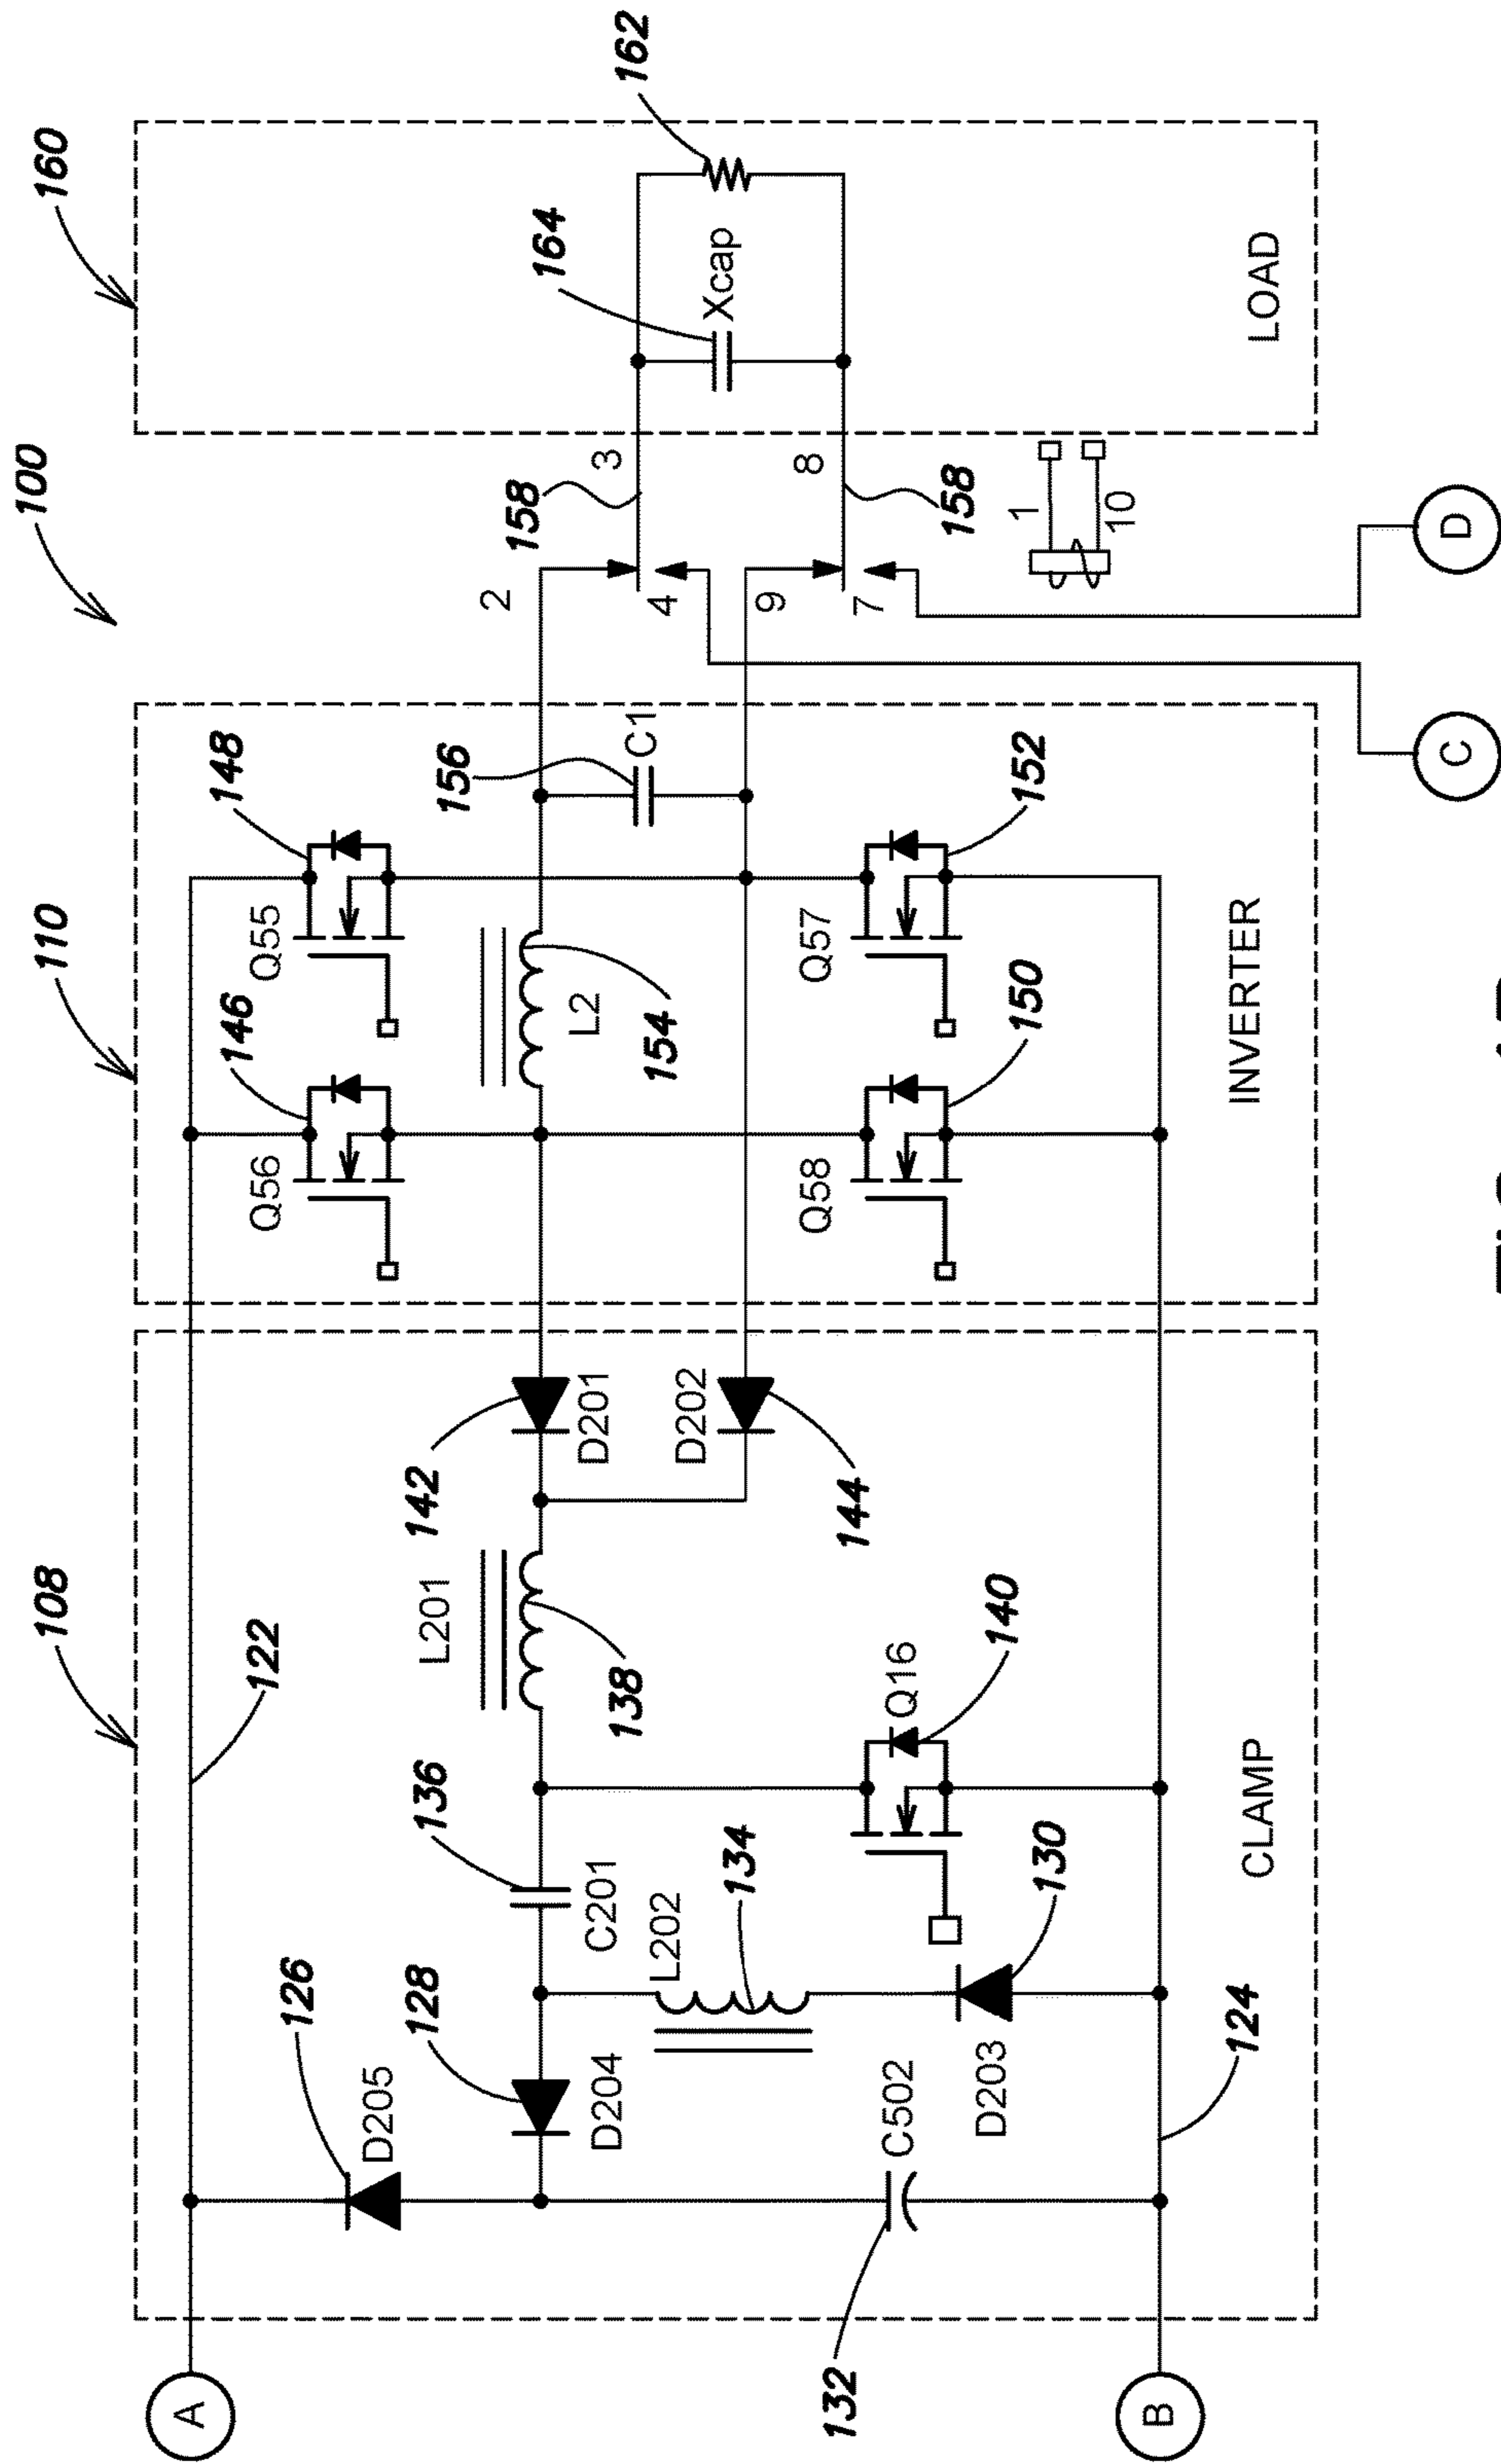 100
108
110
160
A
122
126
D205
128
D204
136
C201
L201
138
142
D201
D202
144
L202
134
Q16
140
130
D203
C502
132
CLAMP
124
B
146
Q56
148
Q55
L2
154
156
C1
Q58
150
Q57
152
INVERTER
2
158
3
4
9
8
7
158
1
10
164
Xcap
162
LOAD
C
D